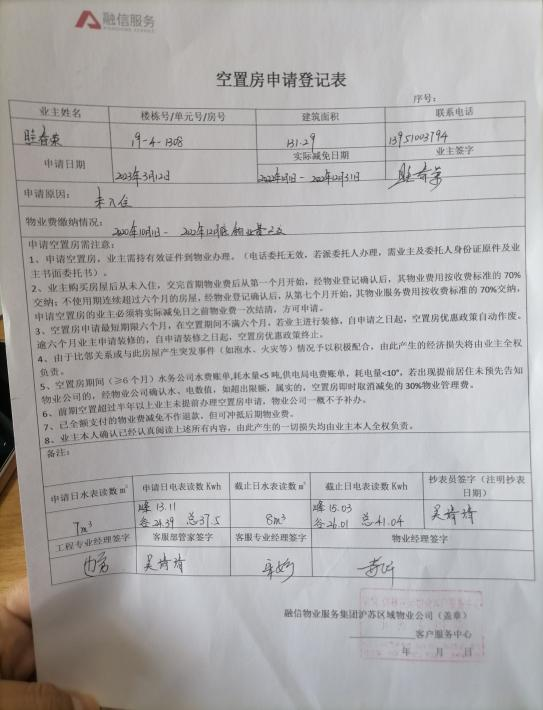 融信服务
空置房申请登记表
序号：
业主姓名 楼栋号/单元号/房号 建筑面积 联系电话
19-4-1308 131.29 13951003794
申请日期 实际减免日期 业主签字
2023年3月12日
申请原因： 未入住
物业费缴纳情况：
申请空置房需注意：
1、申请空置房，业主需持有效证件到物业办理。（电话委托无效，若派委托人办理，需业主及委托人身份证原件及业
主书面委托书）。
2、业主购买房屋后从未入住，交完首期物业费后从第一个月开始，经物业登记确认后，其物业费用按收费标准的 70%
交纳；不使用期连续超过六个月的房屋，经物业登记确认后，从第七个月开始，其物业服务费用按收费标准的 70%交纳，
申请空置房的业主必须将实际减免日之前物业费一次结清，方可申请。
3、空置房申请最短期限六个月，在空置期间不满六个月，若业主进行装修，自申请之日起，空置房优惠政策自动作废。
逾六个月业主申请装修的，自申请装修之日起，空置房优惠政策终止。
4、由于比邻关系或与此房屋产生突发事件（如泡水、火灾等）情况予以积极配合，由此产生的经济损失将由业主全权
负责。
5、空置房期间（≥6 个月）水务公司水费账单,耗水量<5 吨,供电局电费账单，耗电量<10°，若出现提前居住未预先告知
物业公司的，经物业公司确认水、电数值，如超出限额，属实的，空置房即时取消减免的 30%物业管理费。
6、前期空置超过半年以上业主未提前办理空置房申请，物业公司一概不予补办。
7、已全额支付的物业费减免不作退款，但可冲抵后期物业费。
8、业主本人确认已经认真阅读上述所有内容，由此产生的一切损失均由业主本人全权负责。
备注：
申请日水表读数 m³ 申请日电表读数 Kwh 截止日水表读数 m³ 截止日电表读数 Kwh 抄表员签字（注明抄表
日期）
7m³ 峰 13.11 谷 24.39 总37.5 8m³ 峰 15.03 谷 26.01 总41.04 吴靖靖
工程专业经理签字 客服部管家签字 客服专业经理签字 物业经理签字
吴靖靖
融信物业服务集团沪苏区域物业公司（盖章）
客户服务中心
年 月 日